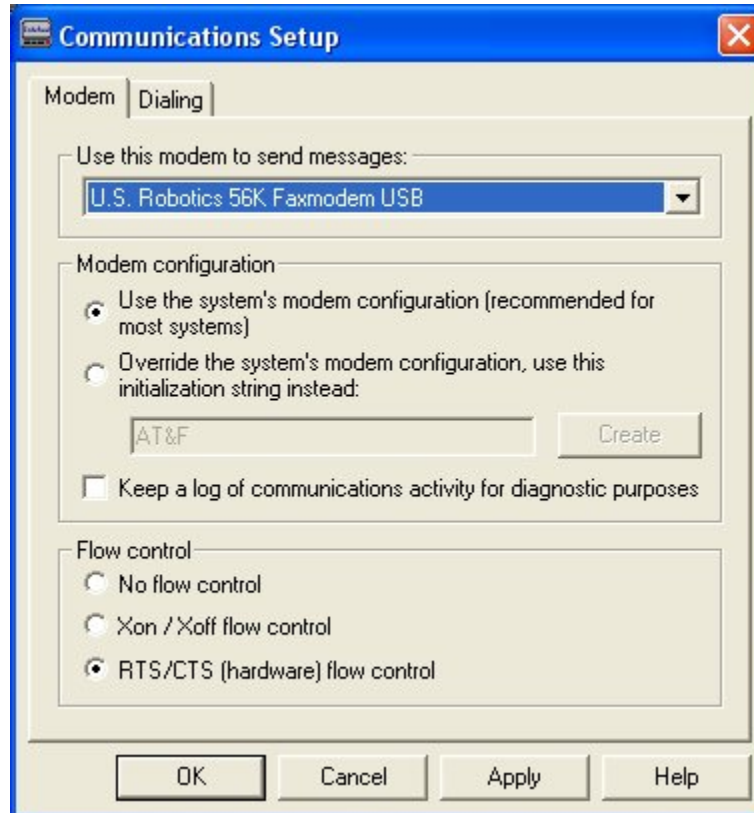 Communications Setup
Modem
Dialing
Use this modem to send messages:
U.S. Robotics 56K Faxmodem USB
Modem configuration
Use the system's modem configuration (recommended for
most systems)
Override the system's modem configuration, use this
initialization string instead:
AT&F
Create
Keep a log of communications activity for diagnostic purposes
Flow control
No flow control
Xon / Xoff flow control
RTS/CTS (hardware) flow control
OK
Cancel
Apply
Help